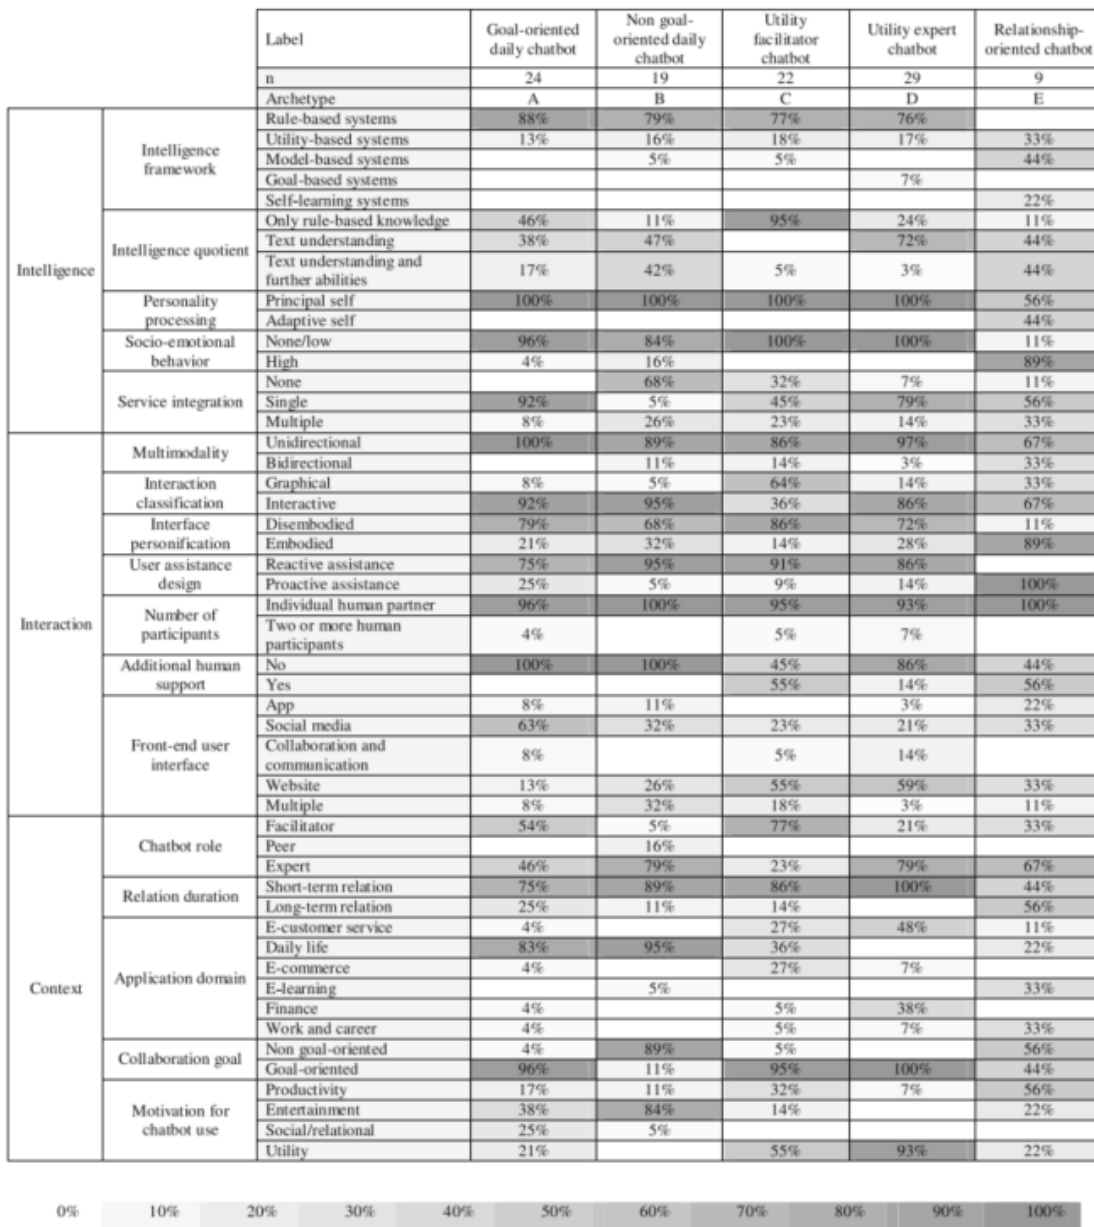 Label Goal-oriented daily chatbot Non goal-oriented daily chatbot Utility facilitator chatbot Utility expert chatbot Relationship-oriented chatbot
n 24 19 22 29 9
Archetype A B C D E
Intelligence
Intelligence framework
Rule-based systems 88% 79% 77% 76%
Utility-based systems 13% 16% 18% 17% 33%
Model-based systems 5% 5% 44%
Goal-based systems 7%
Self-learning systems 22%
Intelligence quotient
Only rule-based knowledge 46% 11% 95% 24% 11%
Text understanding 38% 47% 72% 44%
Text understanding and further abilities 17% 42% 5% 3% 44%
Personality processing
Principal self 100% 100% 100% 100% 56%
Adaptive self 44%
Socio-emotional behavior
None/low 96% 84% 100% 100% 11%
High 4% 16% 89%
Service integration
None 68% 32% 7% 11%
Single 92% 5% 45% 79% 56%
Multiple 8% 26% 23% 14% 33%
Interaction
Multimodality
Unidirectional 100% 89% 86% 97% 67%
Bidirectional 11% 14% 3% 33%
Interaction classification
Graphical 8% 5% 64% 14% 33%
Interactive 92% 95% 36% 86% 67%
Interface personification
Disembodied 79% 68% 86% 72% 11%
Embodied 21% 32% 14% 28% 89%
User assistance design
Reactive assistance 75% 95% 91% 86%
Proactive assistance 25% 5% 9% 14% 100%
Number of participants
Individual human partner 96% 100% 95% 93% 100%
Two or more human participants 4% 5% 7%
Additional human support
No 100% 100% 45% 86% 44%
Yes 55% 14% 56%
Front-end user interface
App 8% 11% 3% 22%
Social media 63% 32% 23% 21% 33%
Collaboration and communication 8% 5% 14%
Website 13% 26% 55% 59% 33%
Multiple 8% 32% 18% 3% 11%
Context
Chatbot role
Facilitator 54% 5% 77% 21% 33%
Peer 16%
Expert 46% 79% 23% 79% 67%
Relation duration
Short-term relation 75% 89% 86% 100% 44%
Long-term relation 25% 11% 14% 56%
Application domain
E-customer service 4% 27% 48% 11%
Daily life 83% 95% 36% 22%
E-commerce 4% 27% 7%
E-learning 5% 33%
Finance 4% 5% 38%
Work and career 4% 5% 7% 33%
Collaboration goal
Non goal-oriented 4% 89% 5% 56%
Goal-oriented 96% 11% 95% 100% 44%
Motivation for chatbot use
Productivity 17% 11% 32% 7% 56%
Entertainment 38% 84% 14% 22%
Social/relational 25% 5%
Utility 21% 55% 93% 22%
0% 10% 20% 30% 40% 50% 60% 70% 80% 90% 100%